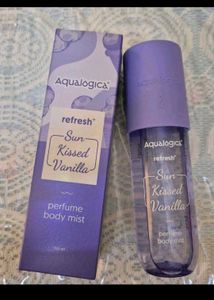 Aqualogica®
refresh+
Sun
Kissed
Vanilla
perfume
body mist
Aqualogica®
refresh+
Sun
Kissed
Vanilla
perfume
body mist